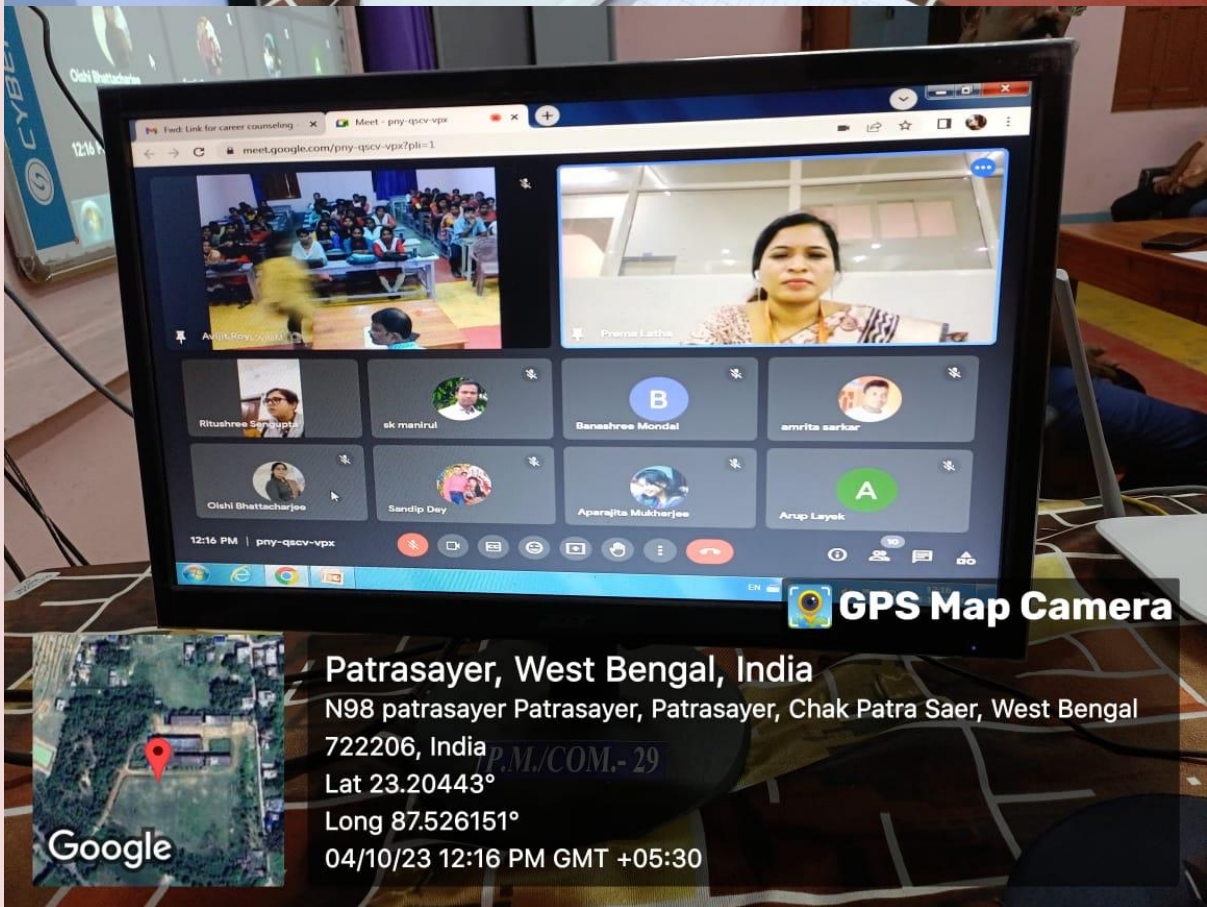 Oishi Bhattacharjee
CYBER
12:16 P
Fwd: Link for career counseling
Meet - pny-qscv-vpx
meet.google.com/pny-qscv-vpx?pli=1
Avijit Roy
Prema Latha
Ritushree Sengupta
sk manirul
B
Banashree Mondal
amrita sarkar
Oishi Bhattacharjee
Sandip Dey
Aparajita Mukherjee
A
Arup Layek
12:16 PM | pny-qscv-vpx
10
EN
GPS Map Camera
Patrasayer, West Bengal, India
N98 patrasayer Patrasayer, Patrasayer, Chak Patra Saer, West Bengal
722206, India
P.M./COM.- 29
Lat 23.20443°
Long 87.526151°
04/10/23 12:16 PM GMT +05:30
Google